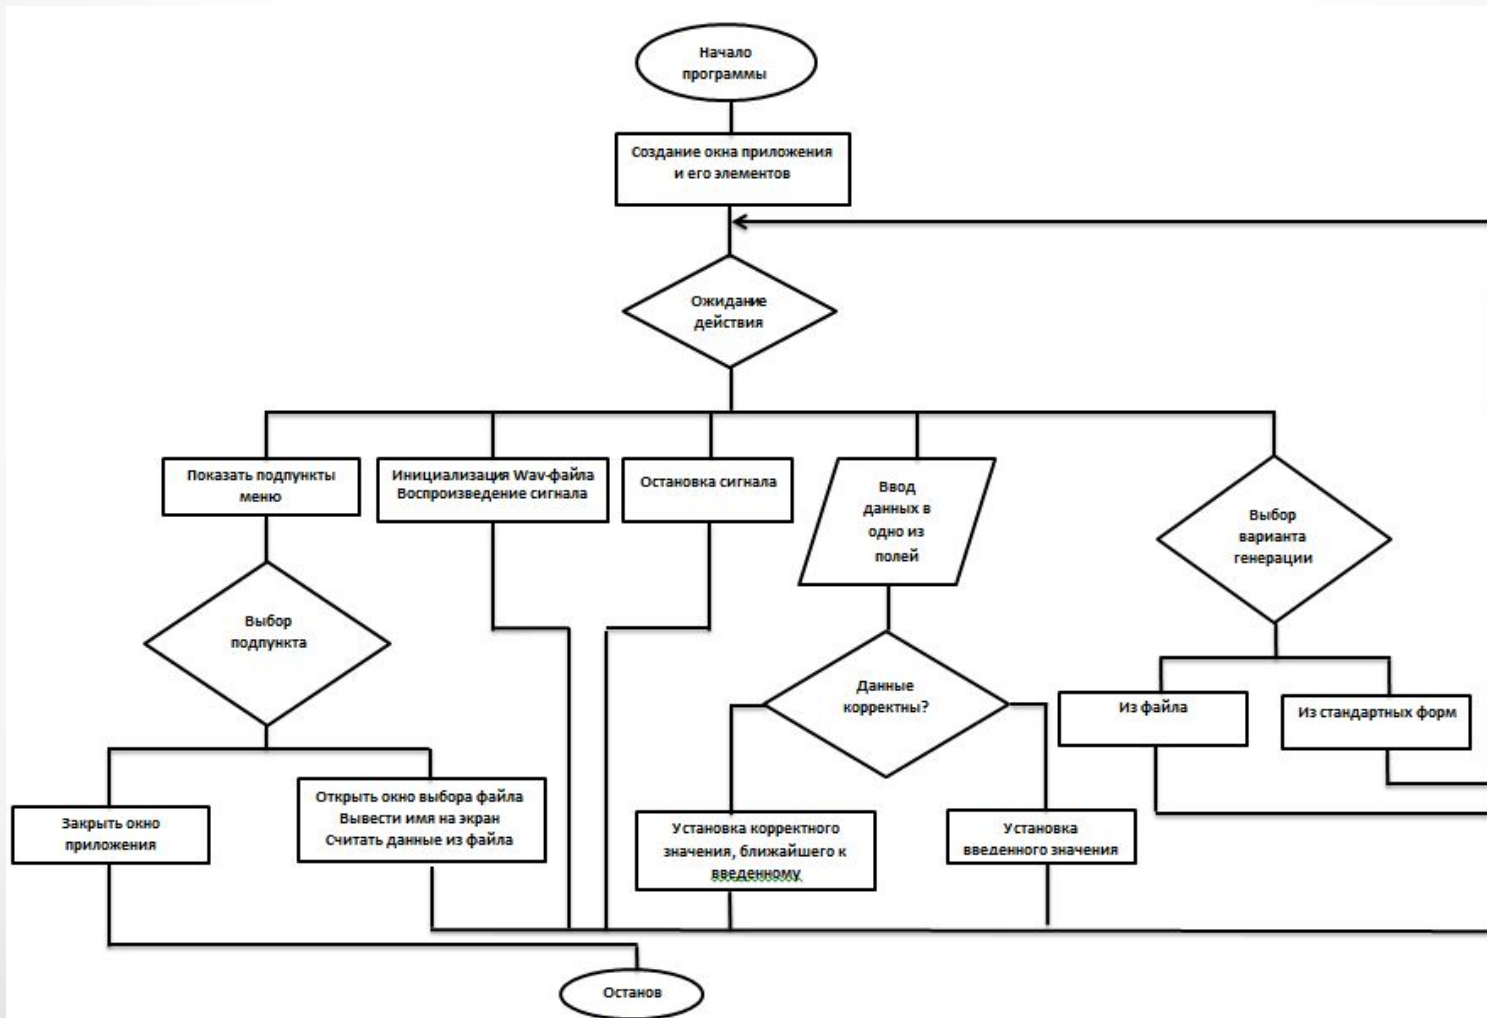 Начало
программы
Создание окна приложения
и его элементов
Ожидание
действия
Показать подпункты
меню
Инициализация Wav-файла
Воспроизведение сигнала
Остановка сигнала
Ввод
данных в
одно из
полей
Выбор
варианта
генерации
Выбор
подпункта
Данные
корректны?
Из файла
Из стандартных форм
Закрыть окно
приложения
Открыть окно выбора файла
Вывести имя на экран
Считать данные из файла
Установка корректного
значения, ближайшего к
введенному
Установка
введенного значения
Останов